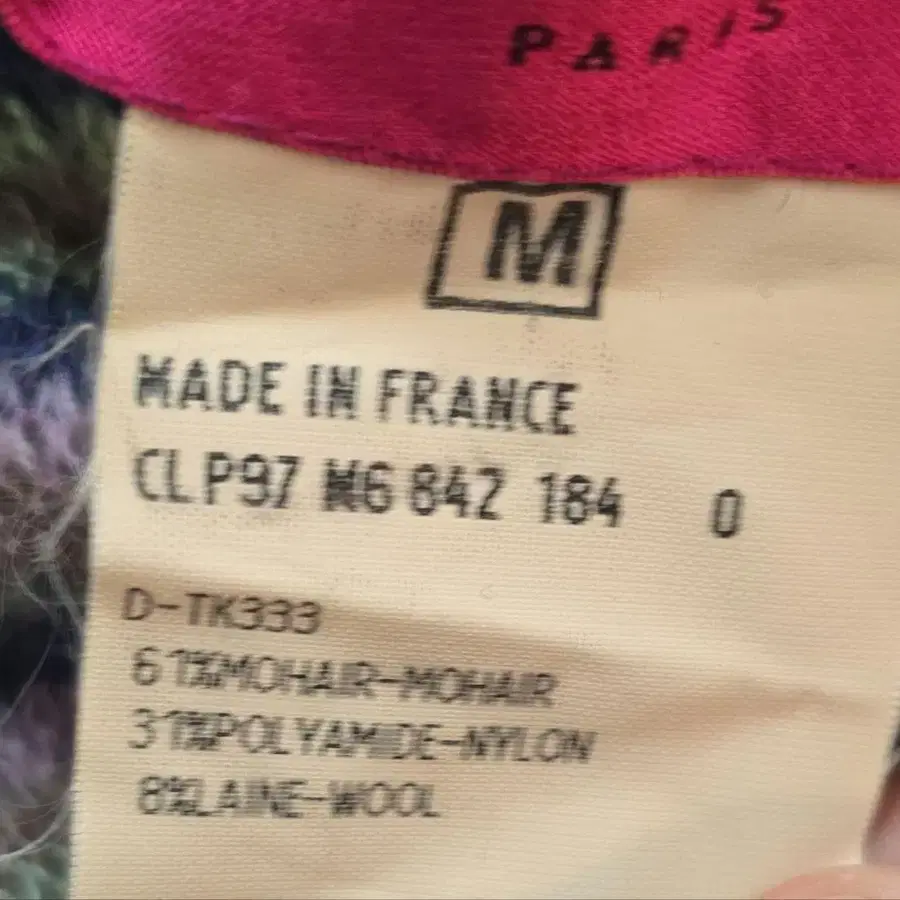 PARIS
M
MADE IN FRANCE
CLP97 M6 842 184 0
D-TK333
61%MOHAIR-MOHAIR
31%POLYAMIDE-NYLON
8%LAINE-WOOL